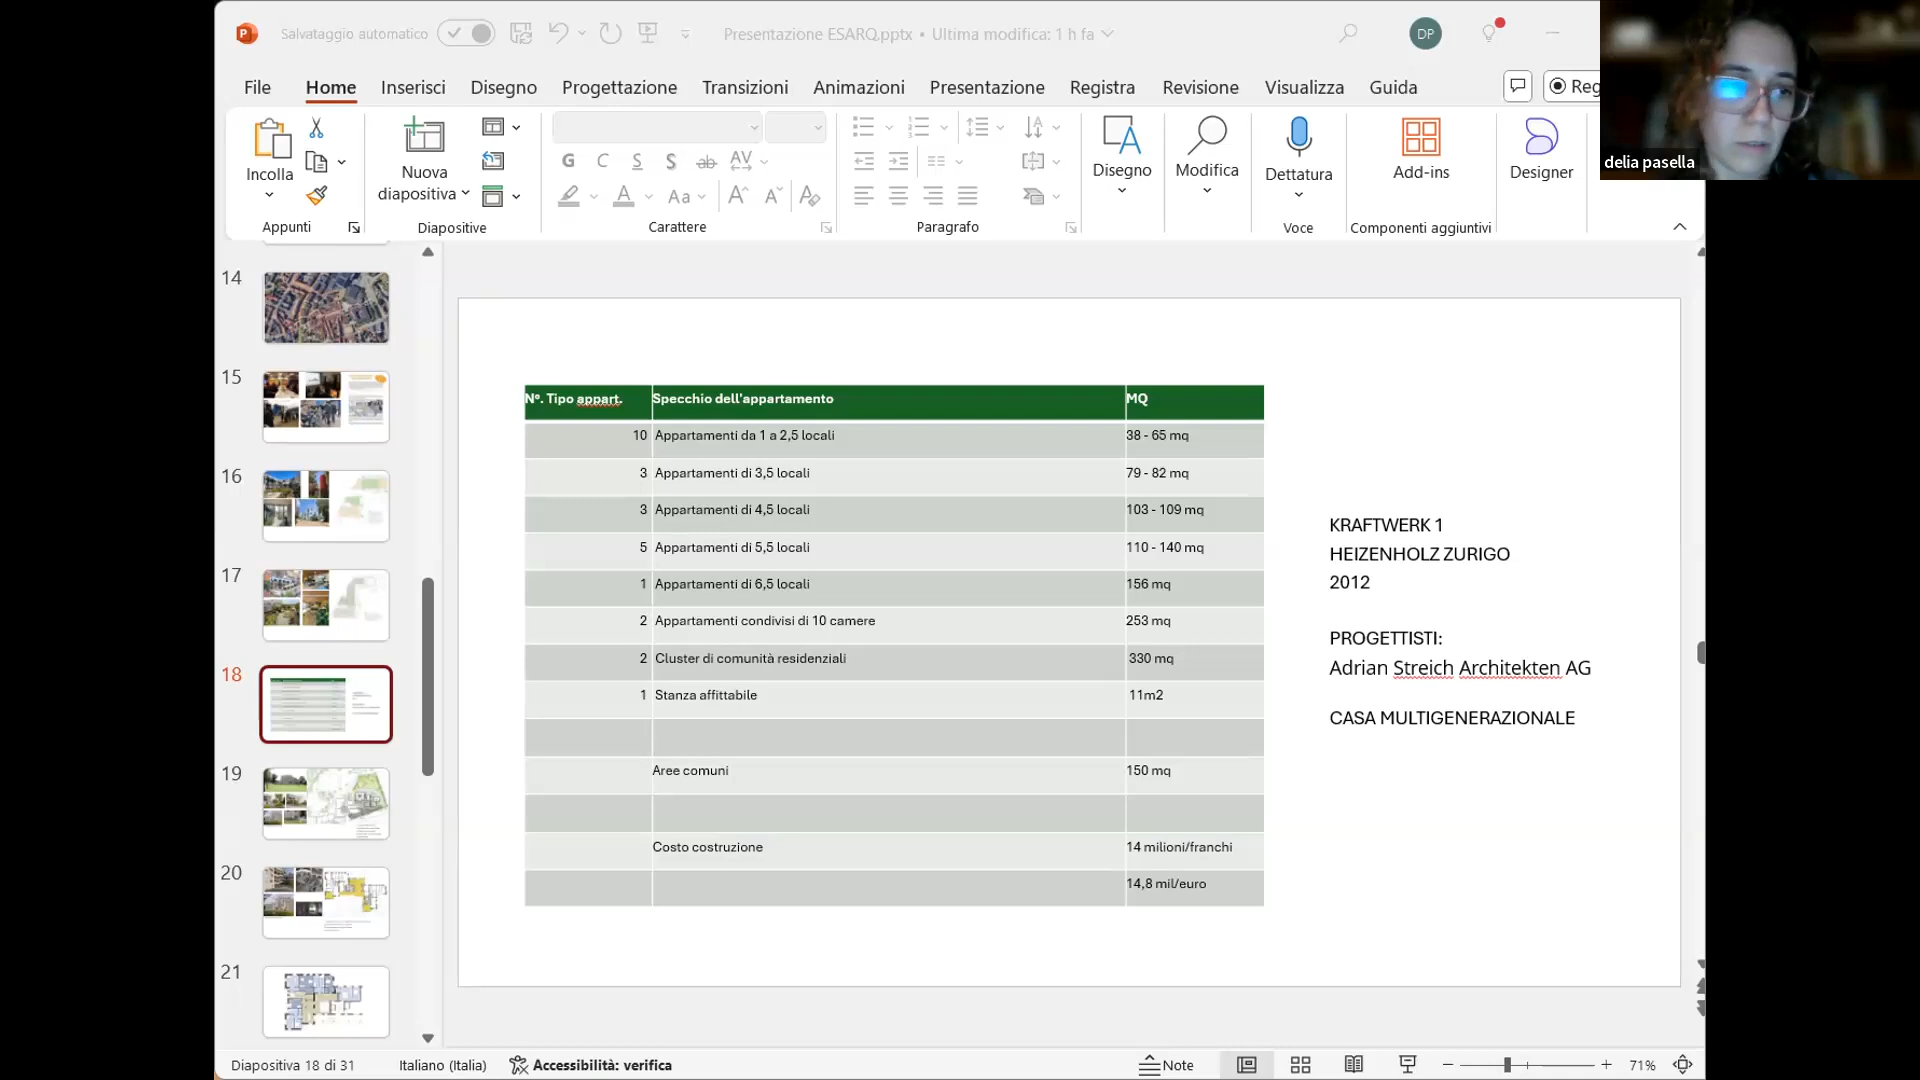 Salvataggio automatico
Presentazione ESARQ.pptx • Ultima modifica: 1 h fa
DP
File Home Inserisci Disegno Progettazione Transizioni Animazioni Presentazione Registra Revisione Visualizza Guida
Reg
delia pasella
Incolla
Nuova
diapositiva
G C S S ab AV
A Aa A A A
Disegno
Modifica
Dettatura
Add-ins
Designer
Appunti
Diapositive
Carattere
Paragrafo
Voce
Componenti aggiuntivi
14
15
16
17
18
19
20
21
N°. Tipo appart. Specchio dell'appartamento MQ
10 Appartamenti da 1 a 2,5 locali 38 - 65 mq
3 Appartamenti di 3,5 locali 79 - 82 mq
3 Appartamenti di 4,5 locali 103 - 109 mq
5 Appartamenti di 5,5 locali 110 - 140 mq
1 Appartamenti di 6,5 locali 156 mq
2 Appartamenti condivisi di 10 camere 253 mq
2 Cluster di comunità residenziali 330 mq
1 Stanza affittabile 11m2
Aree comuni 150 mq
Costo costruzione 14 milioni/franchi
14,8 mil/euro
KRAFTWERK 1
HEIZENHOLZ ZURIGO
2012
PROGETTISTI:
Adrian Streich Architekten AG
CASA MULTIGENERAZIONALE
Diapositiva 18 di 31 Italiano (Italia) Accessibilità: verifica Note 71%